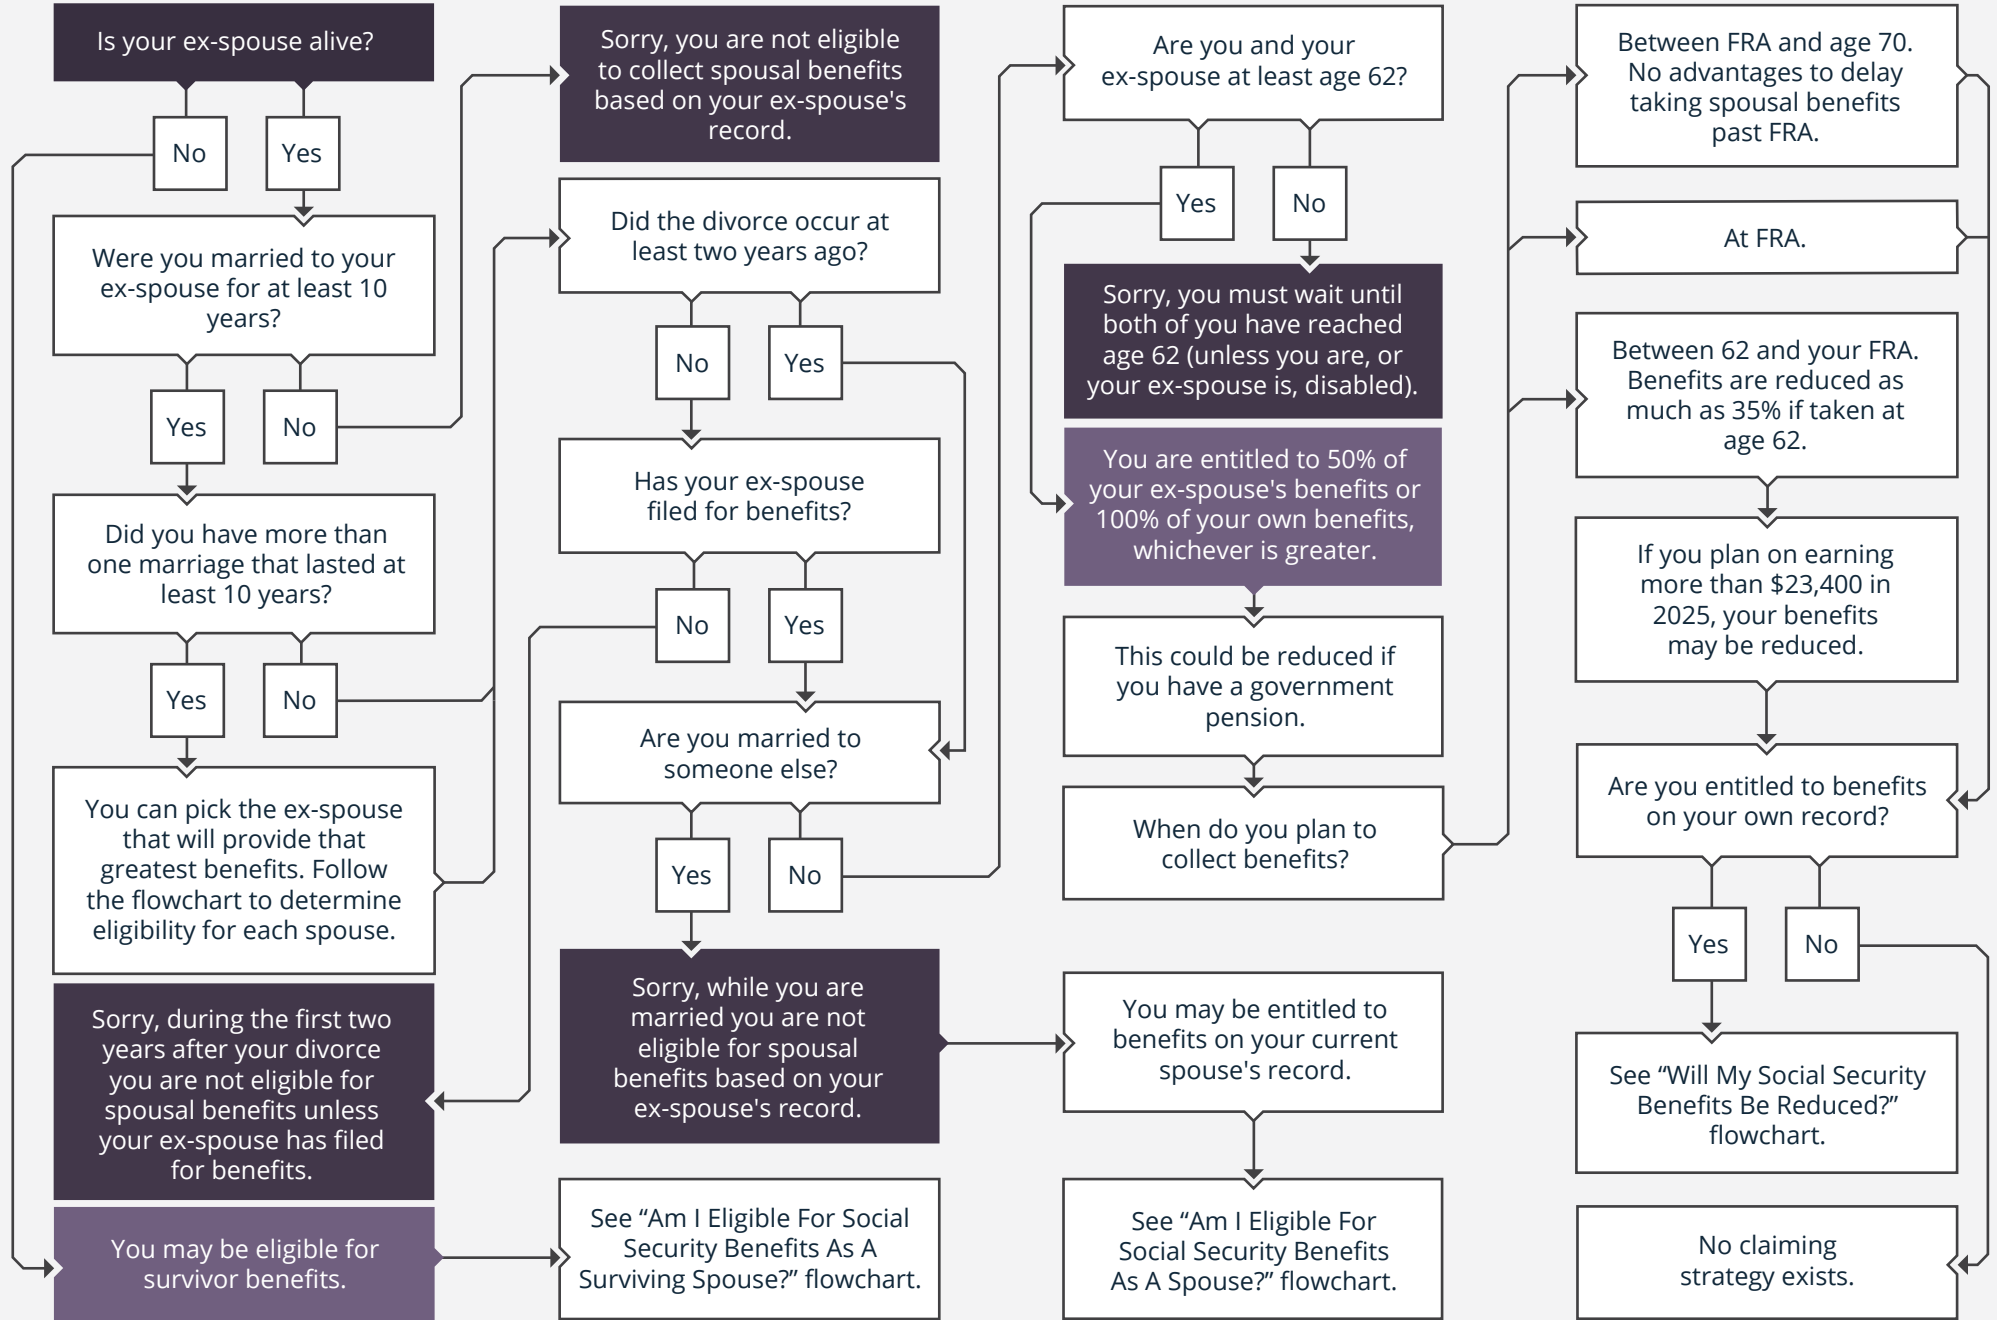 Is your ex-spouse alive?
No
Yes
Were you married to your
ex-spouse for at least 10
years?
Yes
No
Did you have more than
one marriage that lasted at
least 10 years?
Yes
No
You can pick the ex-spouse
that will provide that
greatest benefits. Follow
the flowchart to determine
eligibility for each spouse.
Sorry, during the first two
years after your divorce
you are not eligible for
spousal benefits unless
your ex-spouse has filed
for benefits.
You may be eligible for
survivor benefits.
Sorry, you are not eligible
to collect spousal benefits
based on your ex-spouse's
record.
Did the divorce occur at
least two years ago?
No
Yes
Has your ex-spouse
filed for benefits?
No
Yes
Are you married to
someone else?
Yes
No
Sorry, while you are
married you are not
eligible for spousal
benefits based on your
ex-spouse's record.
See “Am I Eligible For Social
Security Benefits As A
Surviving Spouse?” flowchart.
Are you and your
ex-spouse at least age 62?
Yes
No
Sorry, you must wait until
both of you have reached
age 62 (unless you are, or
your ex-spouse is, disabled).
You are entitled to 50% of
your ex-spouse's benefits or
100% of your own benefits,
whichever is greater.
This could be reduced if
you have a government
pension.
When do you plan to
collect benefits?
You may be entitled to
benefits on your current
spouse's record.
See “Am I Eligible For
Social Security Benefits
As A Spouse?” flowchart.
Between FRA and age 70.
No advantages to delay
taking spousal benefits
past FRA.
At FRA.
Between 62 and your FRA.
Benefits are reduced as
much as 35% if taken at
age 62.
If you plan on earning
more than $23,400 in
2025, your benefits
may be reduced.
Are you entitled to benefits
on your own record?
Yes
No
See “Will My Social Security
Benefits Be Reduced?”
flowchart.
No claiming
strategy exists.